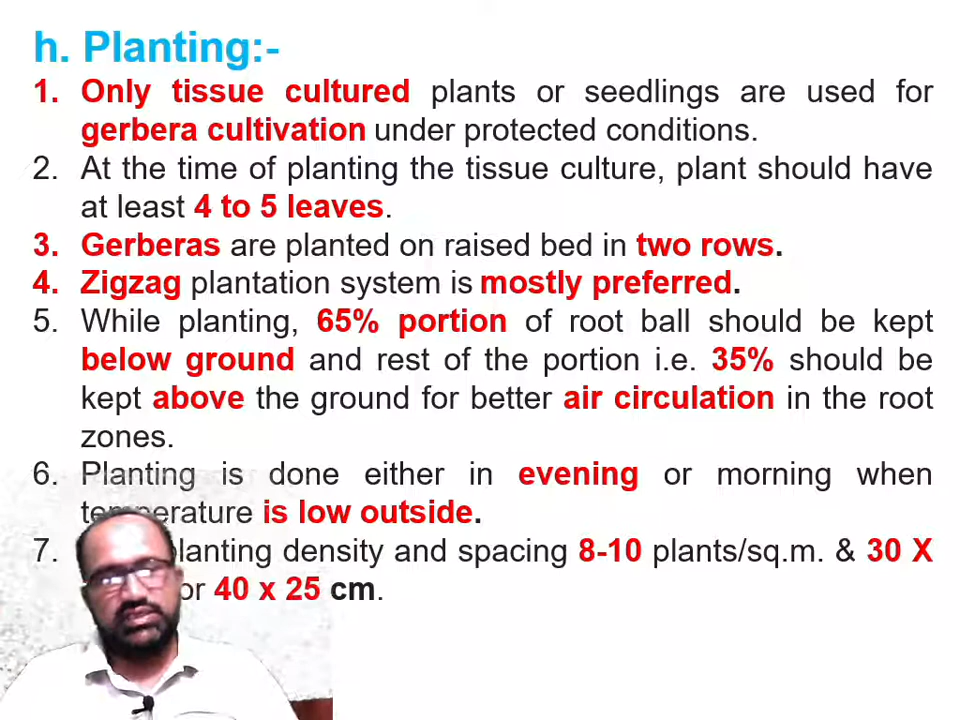 h. Planting:-
1. Only tissue cultured plants or seedlings are used for
gerbera cultivation under protected conditions.
2. At the time of planting the tissue culture, plant should have
at least 4 to 5 leaves.
3. Gerberas are planted on raised bed in two rows.
4. Zigzag plantation system is mostly preferred.
5. While planting, 65% portion of root ball should be kept
below ground and rest of the portion i.e. 35% should be
kept above the ground for better air circulation in the root
zones.
6. Planting is done either in evening or morning when
temperature is low outside.
7. planting density and spacing 8-10 plants/sq.m. & 30 X
or 40 x 25 cm.